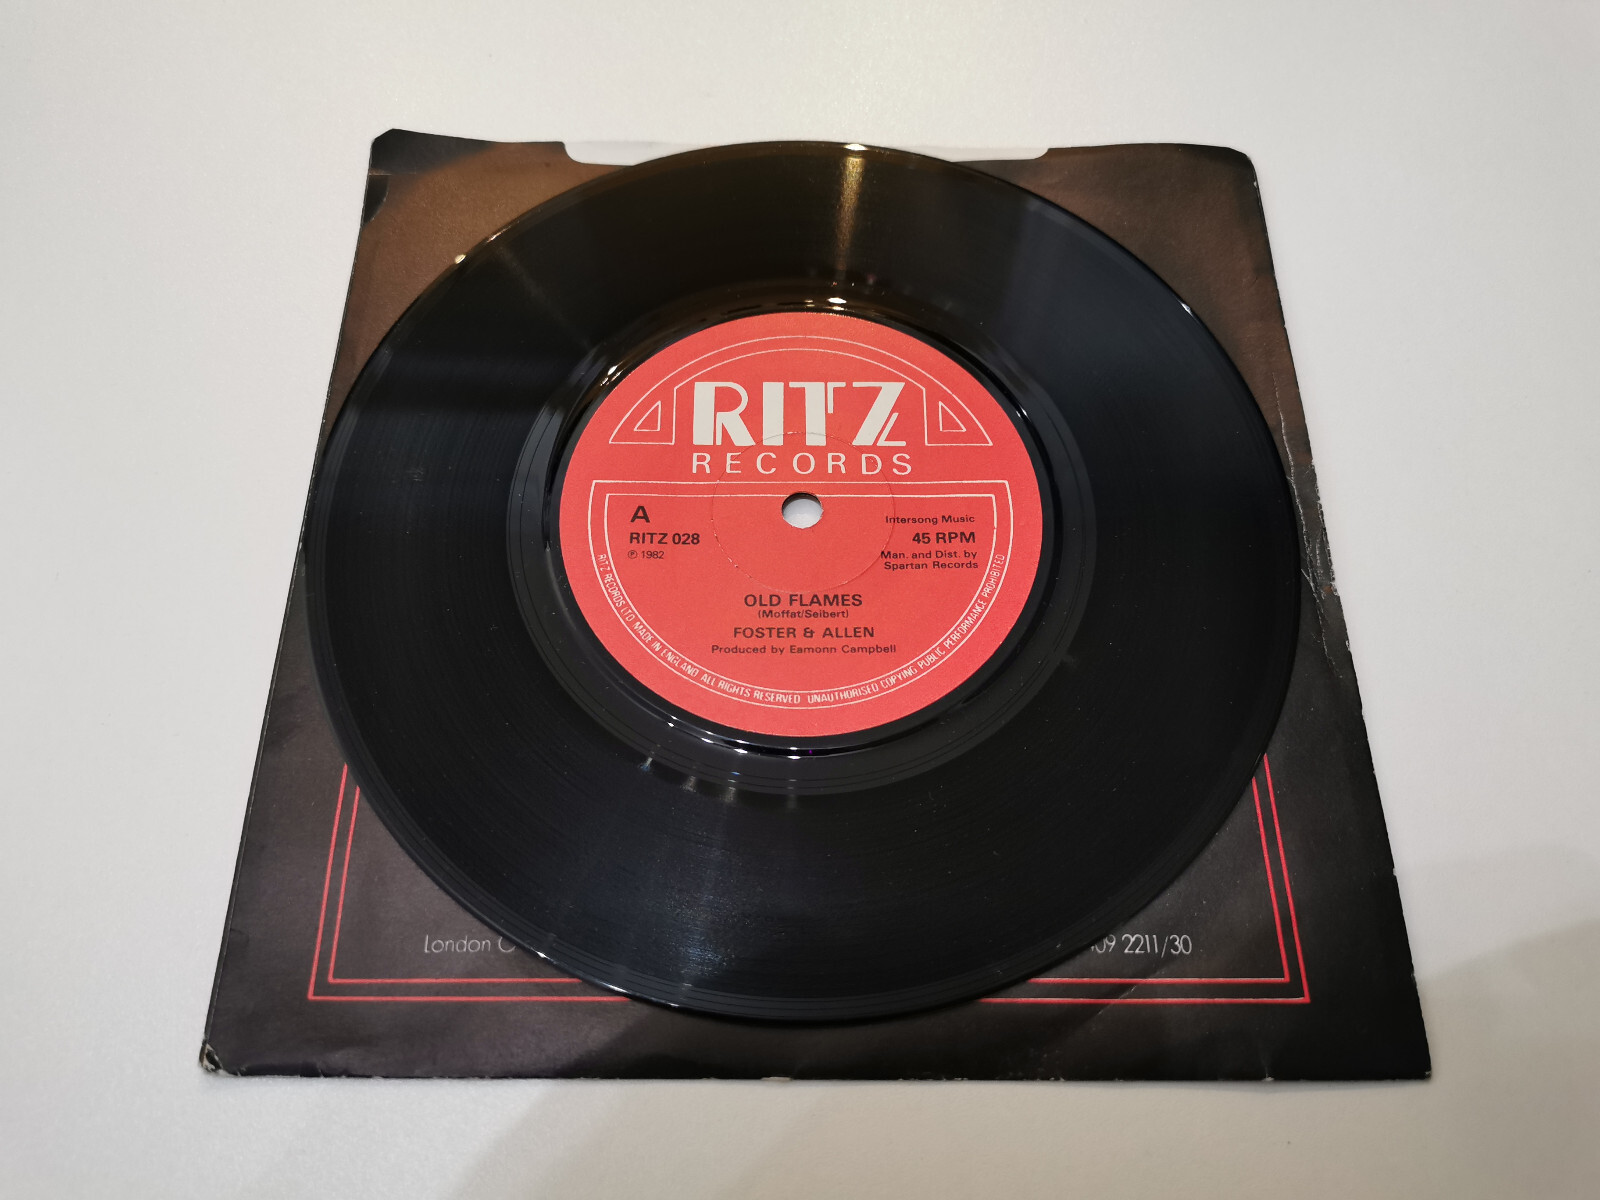 RITZ
RECORDS
A
RITZ 028
℗ 1982
Intersong Music
45 RPM
Man. and Dist. by
Spartan Records
OLD FLAMES
(Moffat/Seibert)
FOSTER & ALLEN
Produced by Eamonn Campbell
RITZ RECORDS LTD MADE IN ENGLAND ALL RIGHTS RESERVED UNAUTHORISED COPYING PUBLIC PERFORMANCE PROHIBITED
London
2211/30